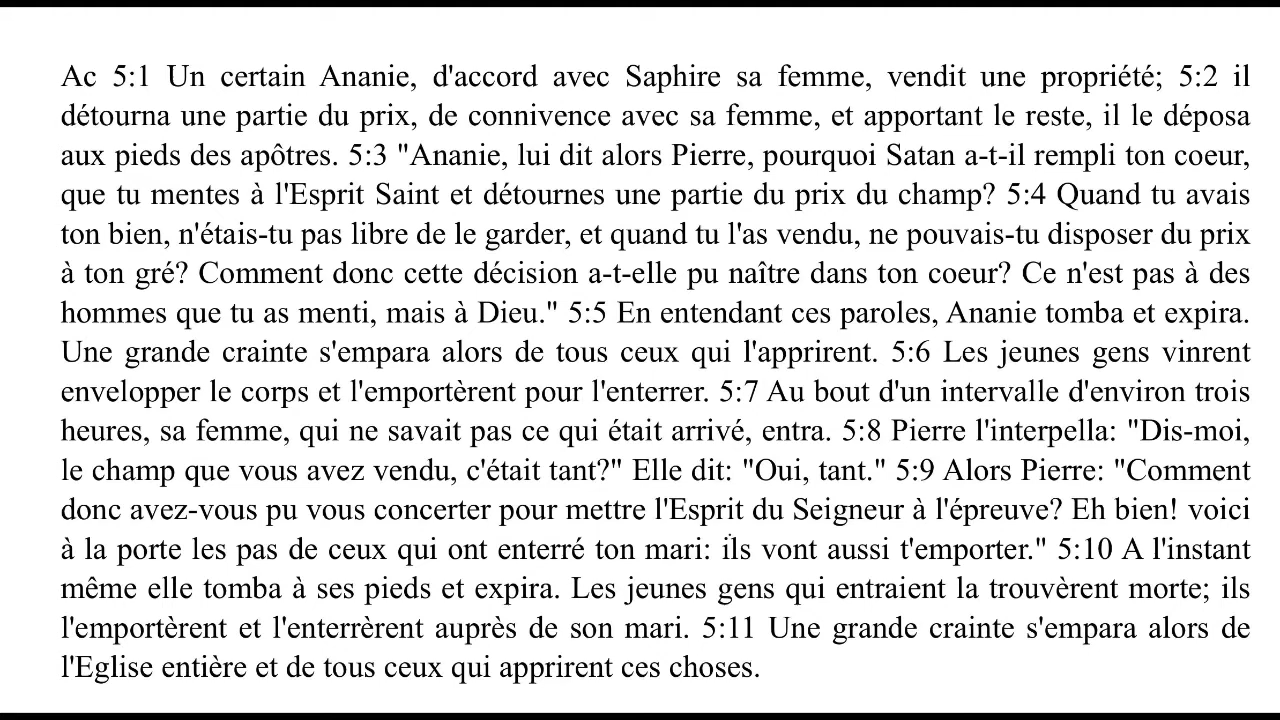 Ac 5:1 Un certain Ananie, d'accord avec Saphire sa femme, vendit une propriété; 5:2 il
détourna une partie du prix, de connivence avec sa femme, et apportant le reste, il le déposa
aux pieds des apôtres. 5:3 "Ananie, lui dit alors Pierre, pourquoi Satan a-t-il rempli ton coeur,
que tu mentes à l'Esprit Saint et détournes une partie du prix du champ? 5:4 Quand tu avais
ton bien, n'étais-tu pas libre de le garder, et quand tu l'as vendu, ne pouvais-tu disposer du prix
à ton gré? Comment donc cette décision a-t-elle pu naître dans ton coeur? Ce n'est pas à des
hommes que tu as menti, mais à Dieu." 5:5 En entendant ces paroles, Ananie tomba et expira.
Une grande crainte s'empara alors de tous ceux qui l'apprirent. 5:6 Les jeunes gens vinrent
envelopper le corps et l'emportèrent pour l'enterrer. 5:7 Au bout d'un intervalle d'environ trois
heures, sa femme, qui ne savait pas ce qui était arrivé, entra. 5:8 Pierre l'interpella: "Dis-moi,
le champ que vous avez vendu, c'était tant?" Elle dit: "Oui, tant." 5:9 Alors Pierre: "Comment
donc avez-vous pu vous concerter pour mettre l'Esprit du Seigneur à l'épreuve? Eh bien! voici
à la porte les pas de ceux qui ont enterré ton mari: ils vont aussi t'emporter." 5:10 A l'instant
même elle tomba à ses pieds et expira. Les jeunes gens qui entraient la trouvèrent morte; ils
l'emportèrent et l'enterrèrent auprès de son mari. 5:11 Une grande crainte s'empara alors de
l'Eglise entière et de tous ceux qui apprirent ces choses.